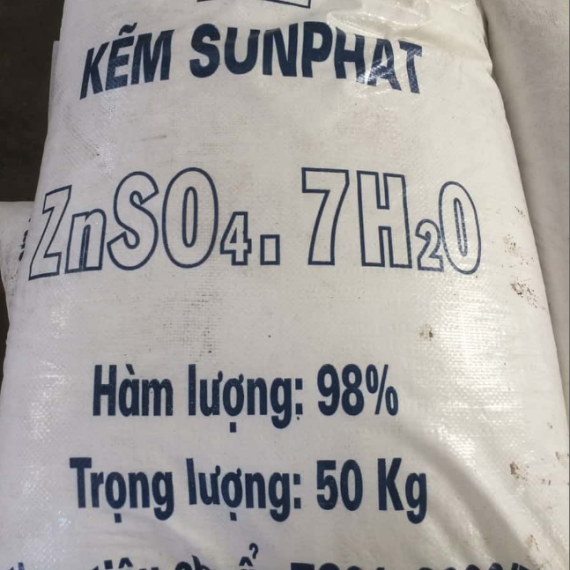 KẼM SUNPHAT
ZnSO₄. 7H₂O
Hàm lượng: 98%
Trọng lượng: 50 Kg